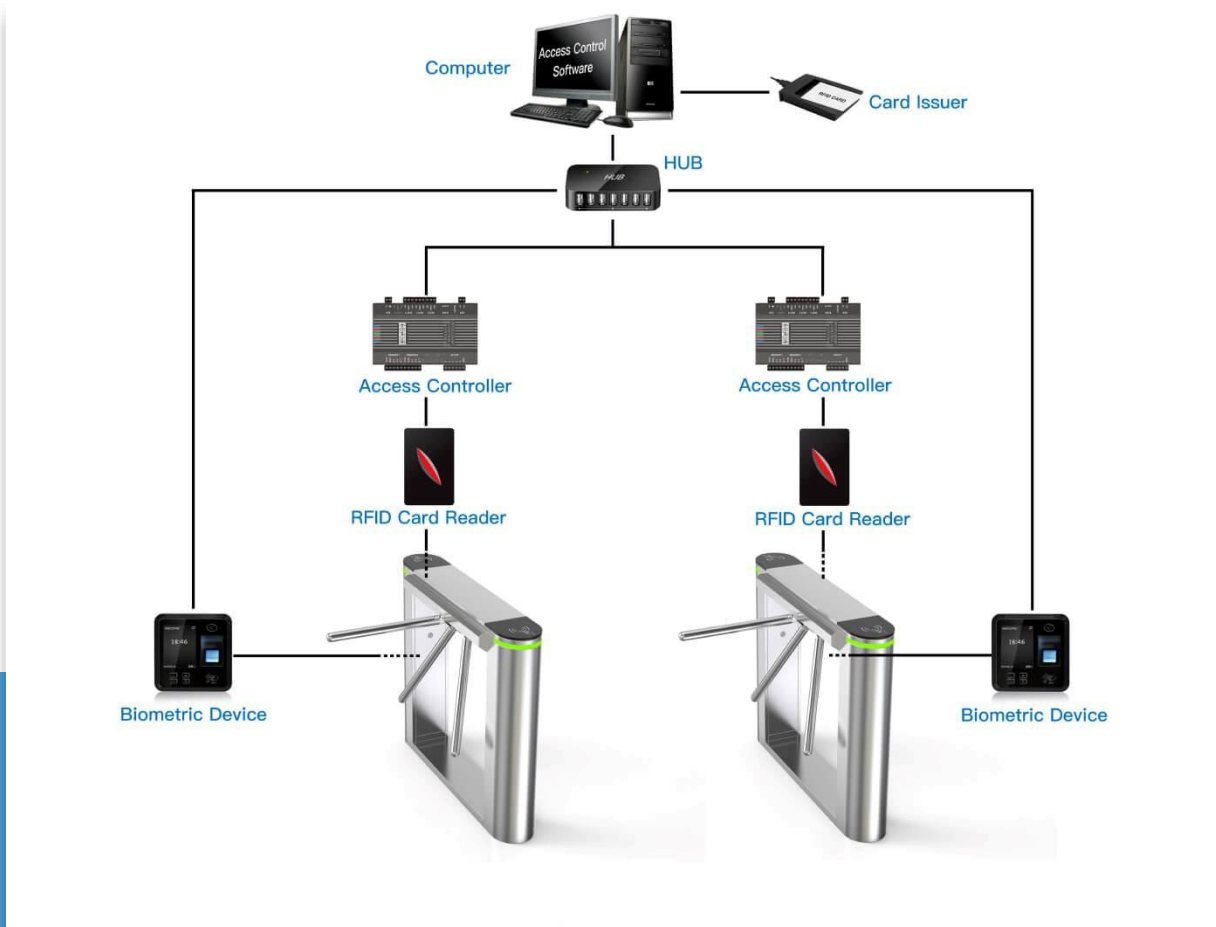 Access Control
Software
Computer
RFID CARD
Card Issuer
HUB
HUB
Access Controller
Access Controller
RFID Card Reader
RFID Card Reader
18:46
18:46
Biometric Device
Biometric Device